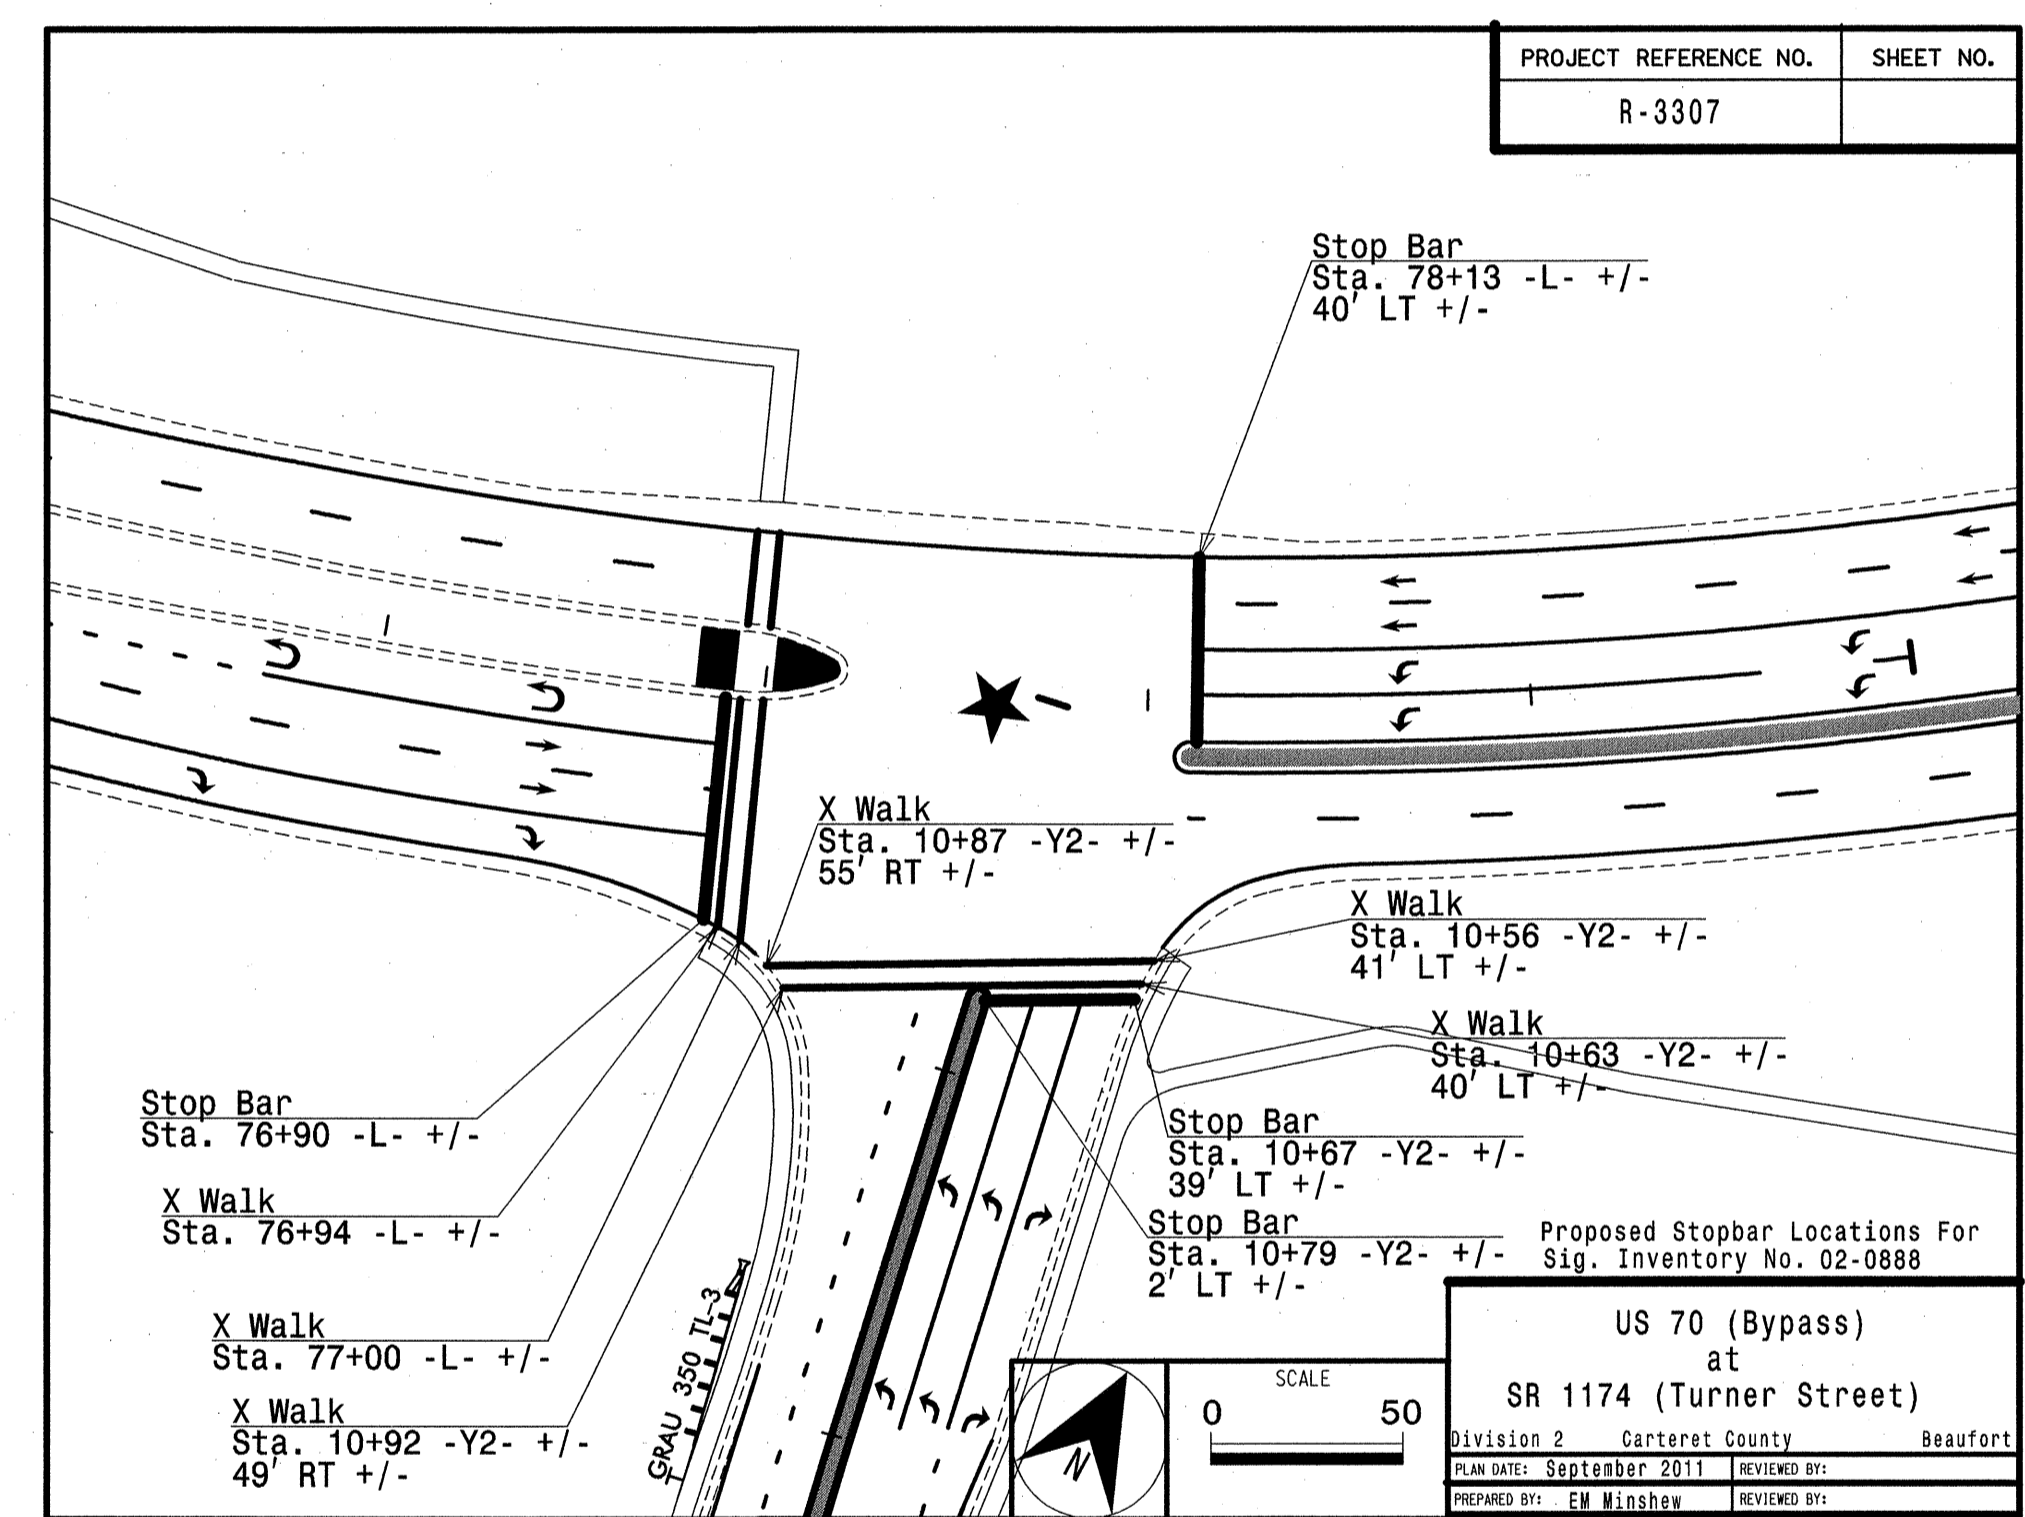 PROJECT REFERENCE NO. SHEET NO.
R-3307
Stop Bar
Sta. 78+13 -L- +/-
40' LT +/-
X Walk
Sta. 10+87 -Y2- +/-
55' RT +/-
X Walk
Sta. 10+56 -Y2- +/-
41' LT +/-
X Walk
Sta. 10+63 -Y2- +/-
40' LT +/-
Stop Bar
Sta. 76+90 -L- +/-
Stop Bar
Sta. 10+67 -Y2- +/-
39' LT +/-
X Walk
Sta. 76+94 -L- +/-
Stop Bar
Sta. 10+79 -Y2- +/-
2' LT +/-
Proposed Stopbar Locations For
Sig. Inventory No. 02-0888
X Walk
Sta. 77+00 -L- +/-
X Walk
Sta. 10+92 -Y2- +/-
49' RT +/-
GRAU 350 TL-3
N
SCALE
0 50
US 70 (Bypass)
at
SR 1174 (Turner Street)
Division 2 Carteret County Beaufort
PLAN DATE: September 2011 REVIEWED BY:
PREPARED BY: EM Minshew REVIEWED BY: